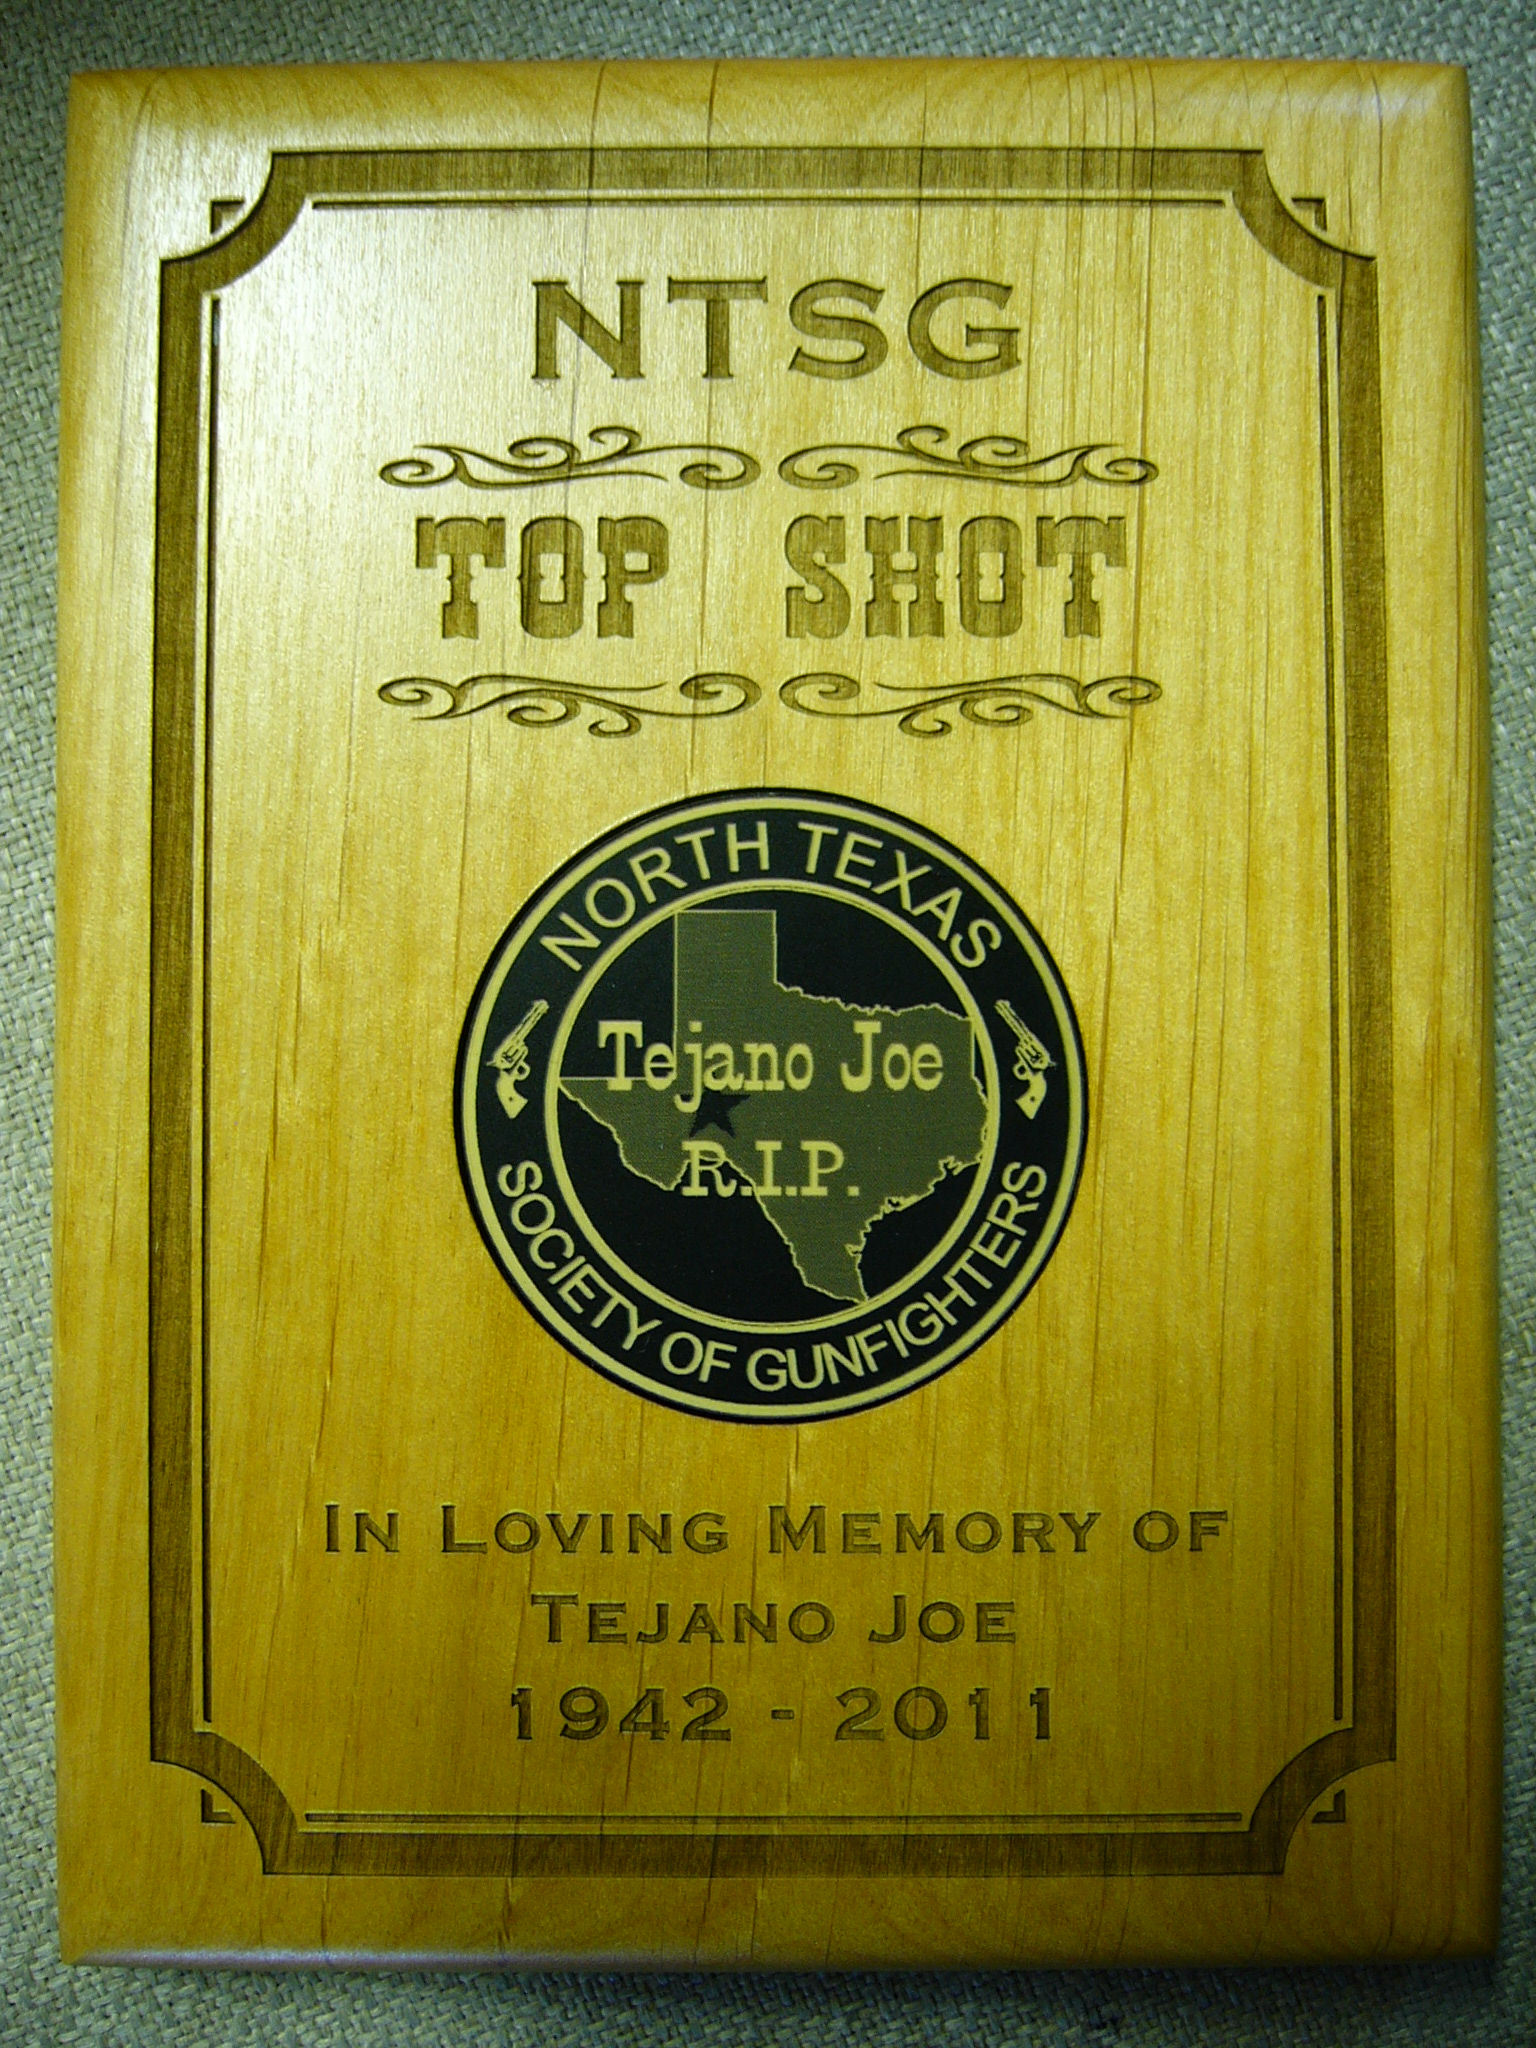 NTSG
TOP SHOT
NORTH TEXAS
Tejano Joe
R.I.P.
SOCIETY OF GUNFIGHTERS
IN LOVING MEMORY OF
TEJANO JOE
1942 - 2011